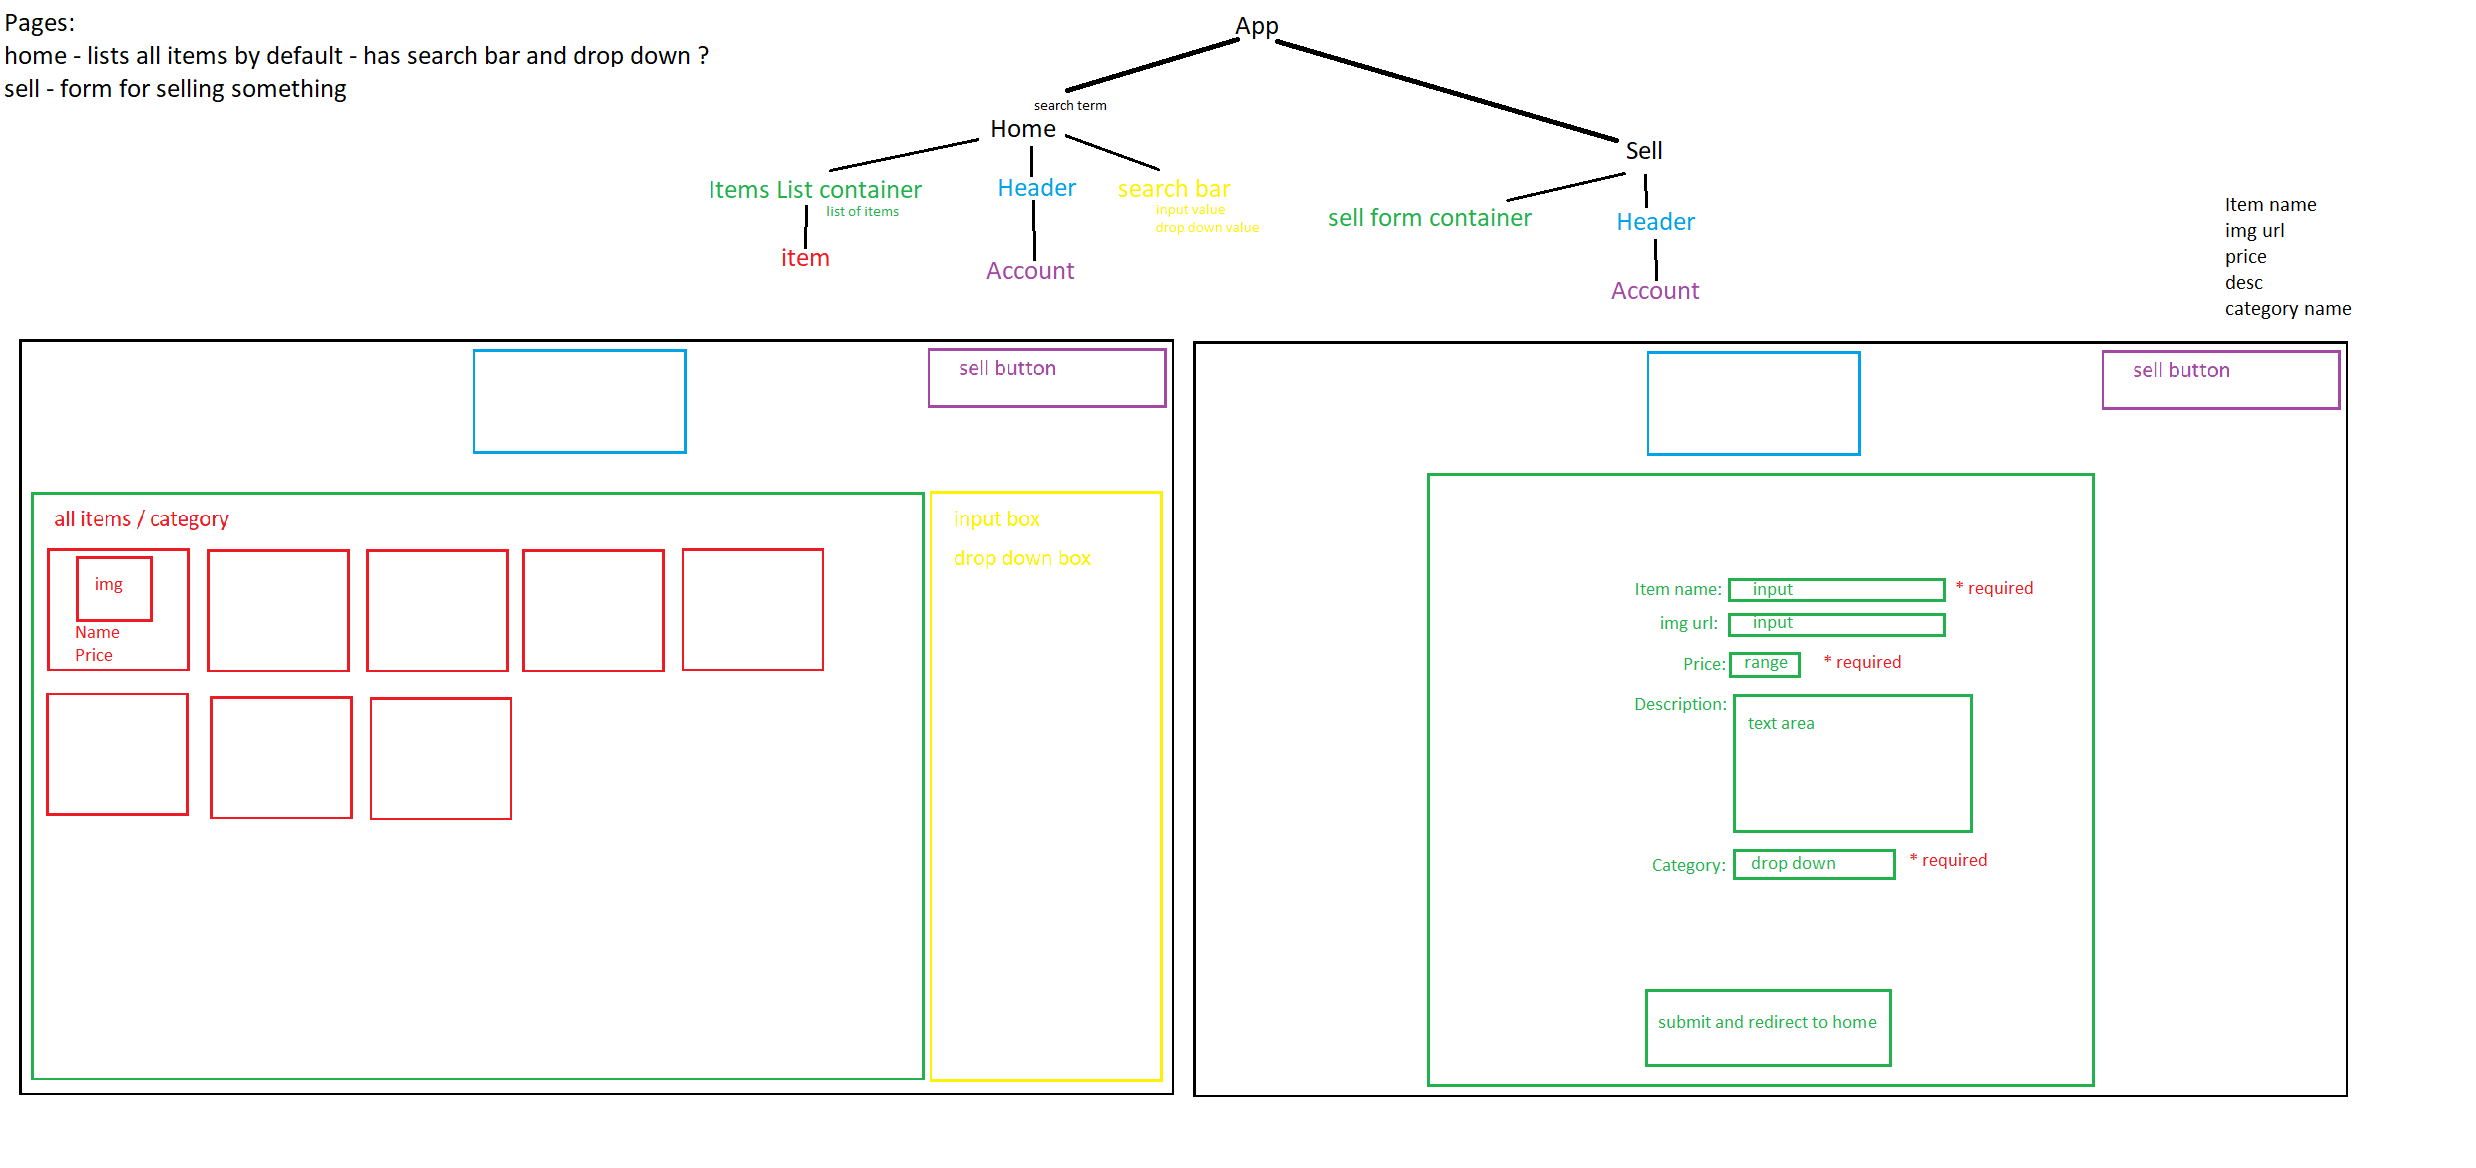 Pages:
home - lists all items by default - has search bar and drop down ?
sell - form for selling something
App
search term
Home
Sell
Items List container
list of items
Header
search bar
input value
drop down value
item
Account
sell form container
Header
Account
Item name
img url
price
desc
category name
sell button
all items / category
img
Name
Price
input box
drop down box
sell button
Item name: input * required
img url: input
Price: range * required
Description:
text area
Category: drop down * required
submit and redirect to home